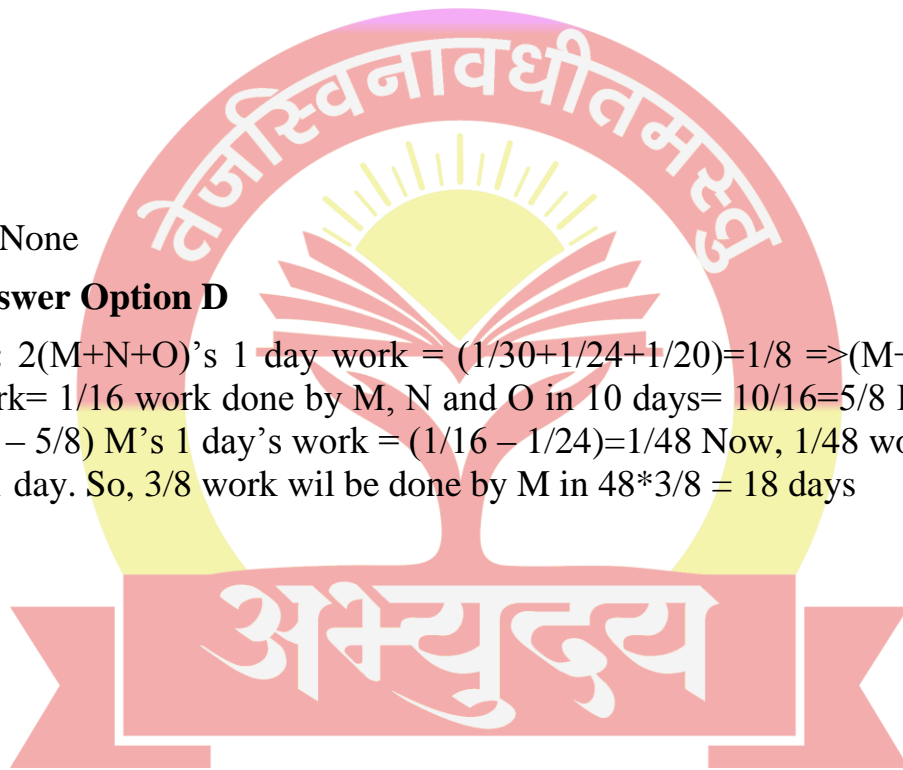 तेजस्विनावधीतमस्तु
None
swer Option D
: 2(M+N+O)’s 1 day work = (1/30+1/24+1/20)=1/8 =>(M+
rk= 1/16 work done by M, N and O in 10 days= 10/16=5/8
– 5/8) M’s 1 day’s work = (1/16 – 1/24)=1/48 Now, 1/48 wo
day. So, 3/8 work wil be done by M in 48*3/8 = 18 days
अभ्युदय